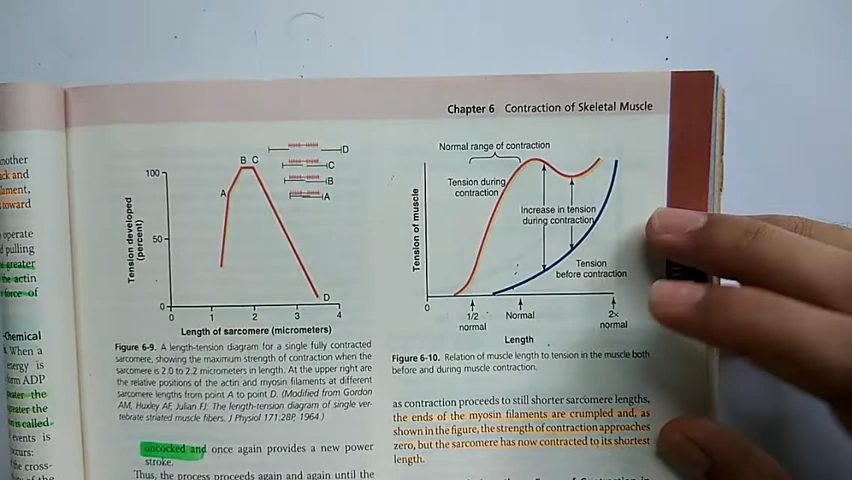 Chapter 6 Contraction of Skeletal Muscle
another
ck and
filament,
toward
operate
d pulling
he greater
he actin
force of
-Chemical
When a
energy is
form ADP
eater the
greater the
n is called
events is
occurs:
the cross-
Tension developed
(percent)
100
50
0
0
1
2
3
4
A
B C
D
D
C
B
A
Length of sarcomere (micrometers)
Figure 6-9. A length-tension diagram for a single fully contracted
sarcomere, showing the maximum strength of contraction when the
sarcomere is 2.0 to 2.2 micrometers in length. At the upper right are
the relative positions of the actin and myosin filaments at different
sarcomere lengths from point A to point D. (Modified from Gordon
AM, Huxley AF, Julian FJ: The length-tension diagram of single ver-
tebrate striated muscle fibers. J Physiol 171:28P, 1964.)
uncocked and once again provides a new power
stroke.
Thus, the process proceeds again and again until the
Normal range of contraction
Tension during
contraction
Increase in tension
during contraction
Tension
before contraction
Tension of muscle
0
1/2
normal
Normal
2x
normal
Length
Figure 6-10. Relation of muscle length to tension in the muscle both
before and during muscle contraction.
as contraction proceeds to still shorter sarcomere lengths,
the ends of the myosin filaments are crumpled and, as
shown in the figure, the strength of contraction approaches
zero, but the sarcomere has now contracted to its shortest
length.